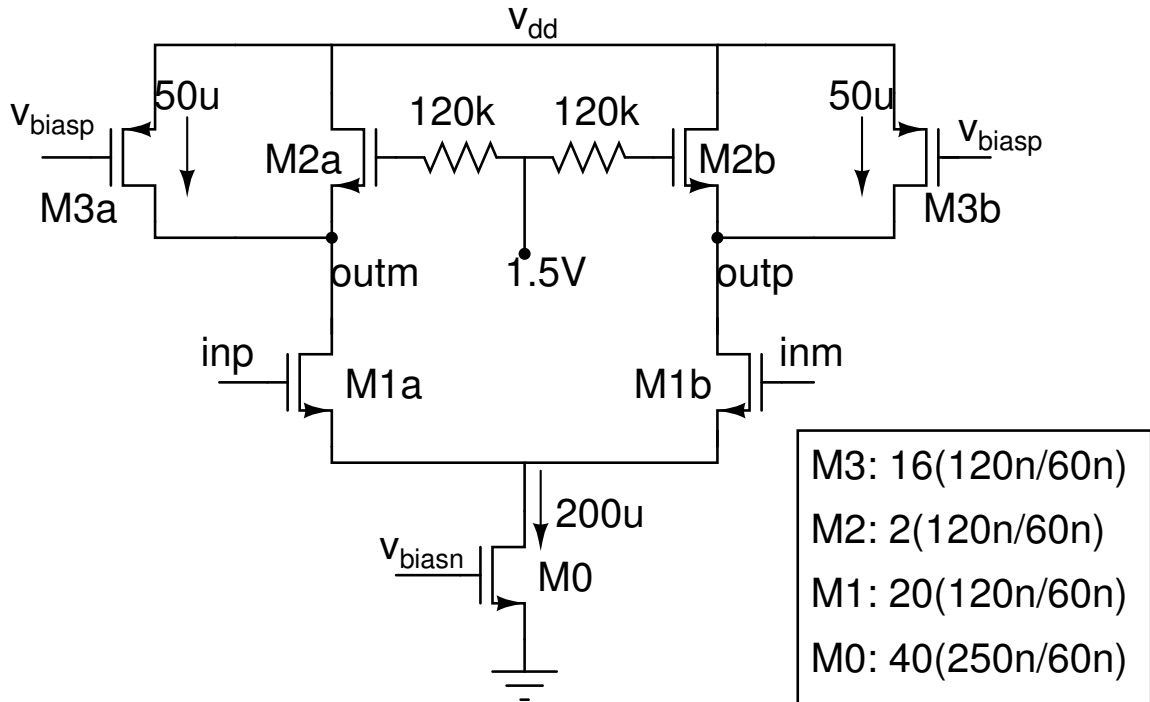 vdd
50u
120k
120k
50u
vbiasp
vbiasp
M2a
M2b
M3a
M3b
outm
1.5V
outp
inp
inm
M1a
M1b
200u
vbiasn
M0
M3: 16(120n/60n)
M2: 2(120n/60n)
M1: 20(120n/60n)
M0: 40(250n/60n)